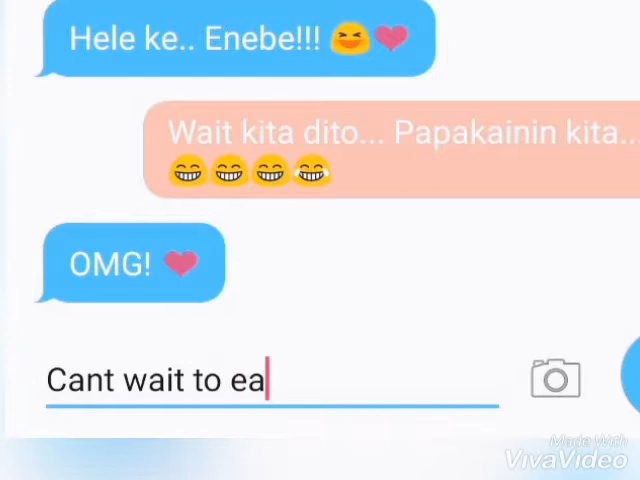 Hele ke.. Enebe!!! 😆💗
Wait kita dito... Papakainin kita...
😁😁😁😂
OMG! 💗
Cant wait to ea
Made With
VivaVideo